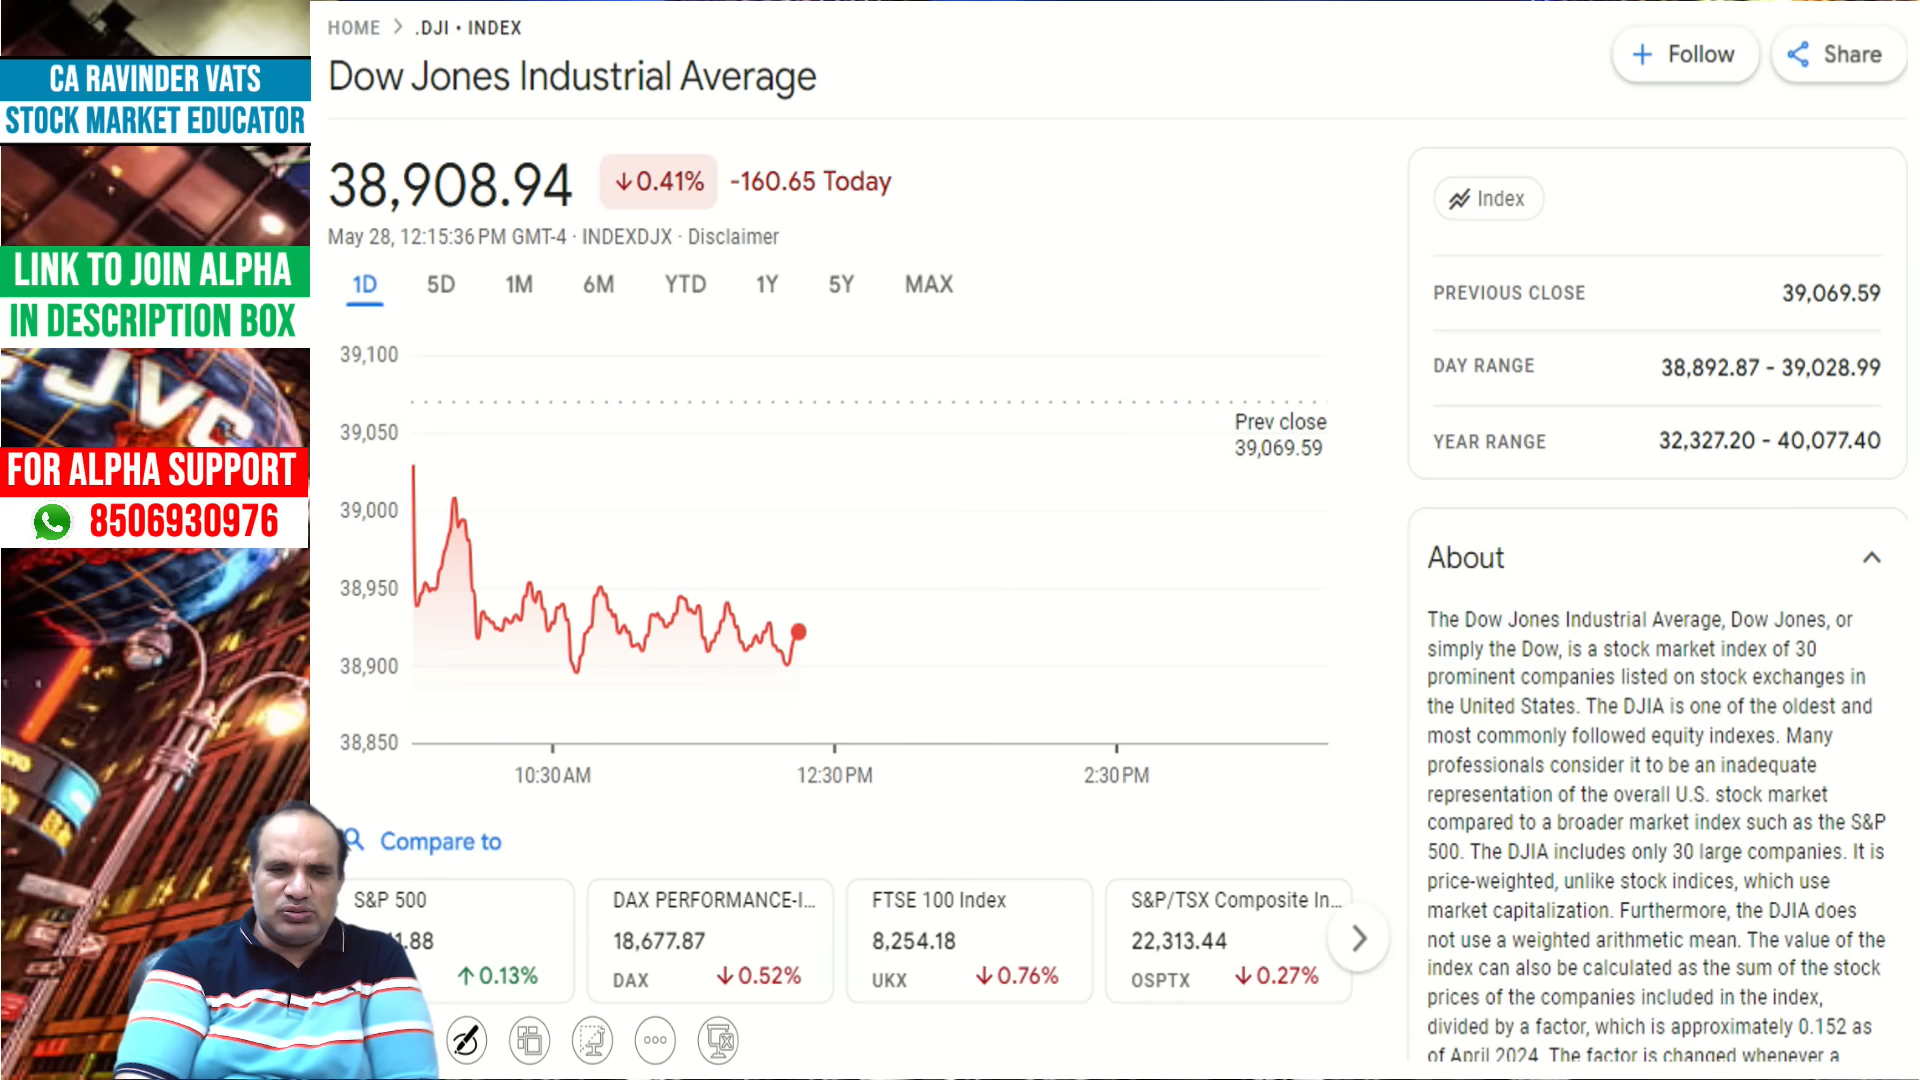 CA RAVINDER VATS
STOCK MARKET EDUCATOR
LINK TO JOIN ALPHA
IN DESCRIPTION BOX
JVC
FOR ALPHA SUPPORT
8506930976
HOME > .DJI • INDEX
Dow Jones Industrial Average
+ Follow
Share
38,908.94
↓0.41%
-160.65 Today
May 28, 12:15:36 PM GMT-4 · INDEXDJX · Disclaimer
1D 5D 1M 6M YTD 1Y 5Y MAX
39,100
39,050
39,000
38,950
38,900
38,850
Prev close
39,069.59
10:30 AM 12:30 PM 2:30 PM
Compare to
S&P 500
1.88
↑0.13%
DAX PERFORMANCE-I...
18,677.87
DAX ↓0.52%
FTSE 100 Index
8,254.18
UKX ↓0.76%
S&P/TSX Composite In...
22,313.44
OSPTX ↓0.27%
Index
PREVIOUS CLOSE 39,069.59
DAY RANGE 38,892.87 - 39,028.99
YEAR RANGE 32,327.20 - 40,077.40
About
The Dow Jones Industrial Average, Dow Jones, or
simply the Dow, is a stock market index of 30
prominent companies listed on stock exchanges in
the United States. The DJIA is one of the oldest and
most commonly followed equity indexes. Many
professionals consider it to be an inadequate
representation of the overall U.S. stock market
compared to a broader market index such as the S&P
500. The DJIA includes only 30 large companies. It is
price-weighted, unlike stock indices, which use
market capitalization. Furthermore, the DJIA does
not use a weighted arithmetic mean. The value of the
index can also be calculated as the sum of the stock
prices of the companies included in the index,
divided by a factor, which is approximately 0.152 as
of April 2024. The factor is changed whenever a